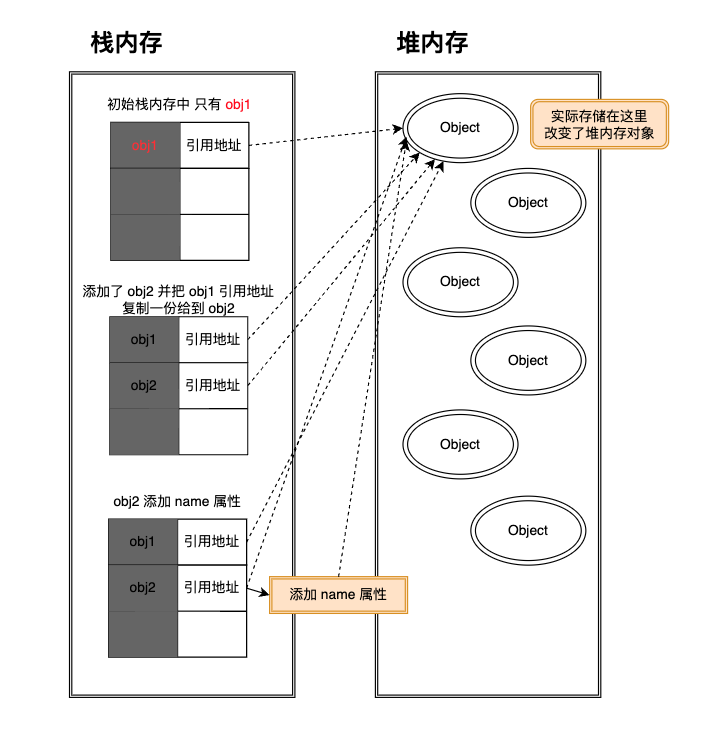 栈内存
堆内存
初始栈内存中 只有 obj1
obj1
引用地址
Object
实际存储在这里
改变了堆内存对象
Object
Object
添加了 obj2 并把 obj1 引用地址
复制一份给到 obj2
obj1
引用地址
obj2
引用地址
Object
Object
obj2 添加 name 属性
obj1
引用地址
Object
obj2
引用地址
添加 name 属性